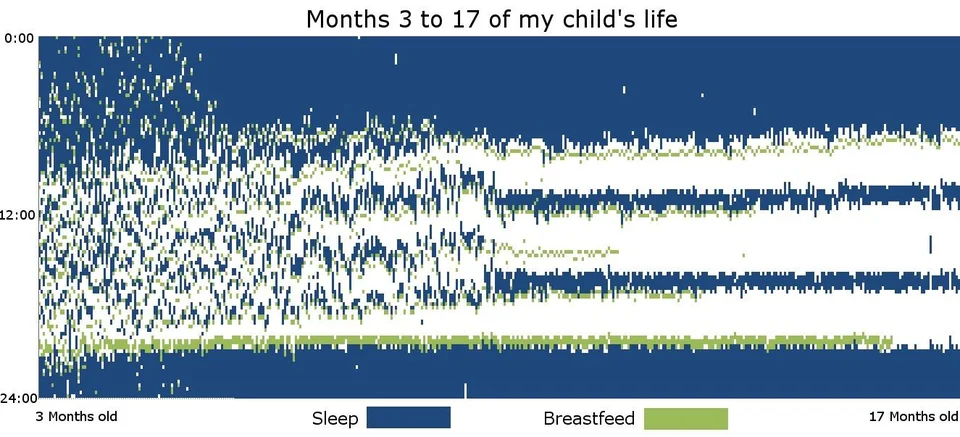 Months 3 to 17 of my child's life
0:00
12:00
24:00
3 Months old
Sleep
Breastfeed
17 Months old